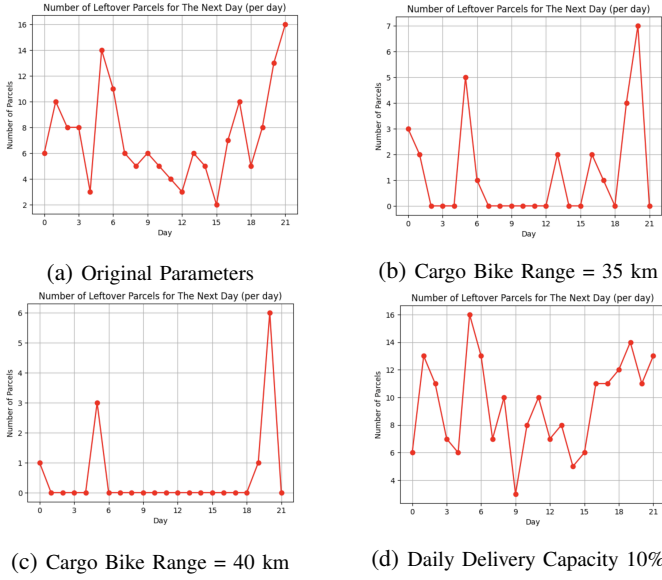 Number of Leftover Parcels for The Next Day (per day)
16
14
12
10
8
6
4
2
Number of Parcels
0 3 6 9 12 15 18 21
Day
(a) Original Parameters
Number of Leftover Parcels for The Next Day (per day)
7
6
5
4
3
2
1
0
Number of Parcels
0 3 6 9 12 15 18 21
Day
(b) Cargo Bike Range = 35 km
Number of Leftover Parcels for The Next Day (per day)
6
5
4
3
2
1
0
Number of Parcels
0 3 6 9 12 15 18 21
Day
(c) Cargo Bike Range = 40 km
Number of Leftover Parcels for The Next Day (per day)
16
14
12
10
8
6
4
Number of Parcels
0 3 6 9 12 15 18 21
Day
(d) Daily Delivery Capacity 10%